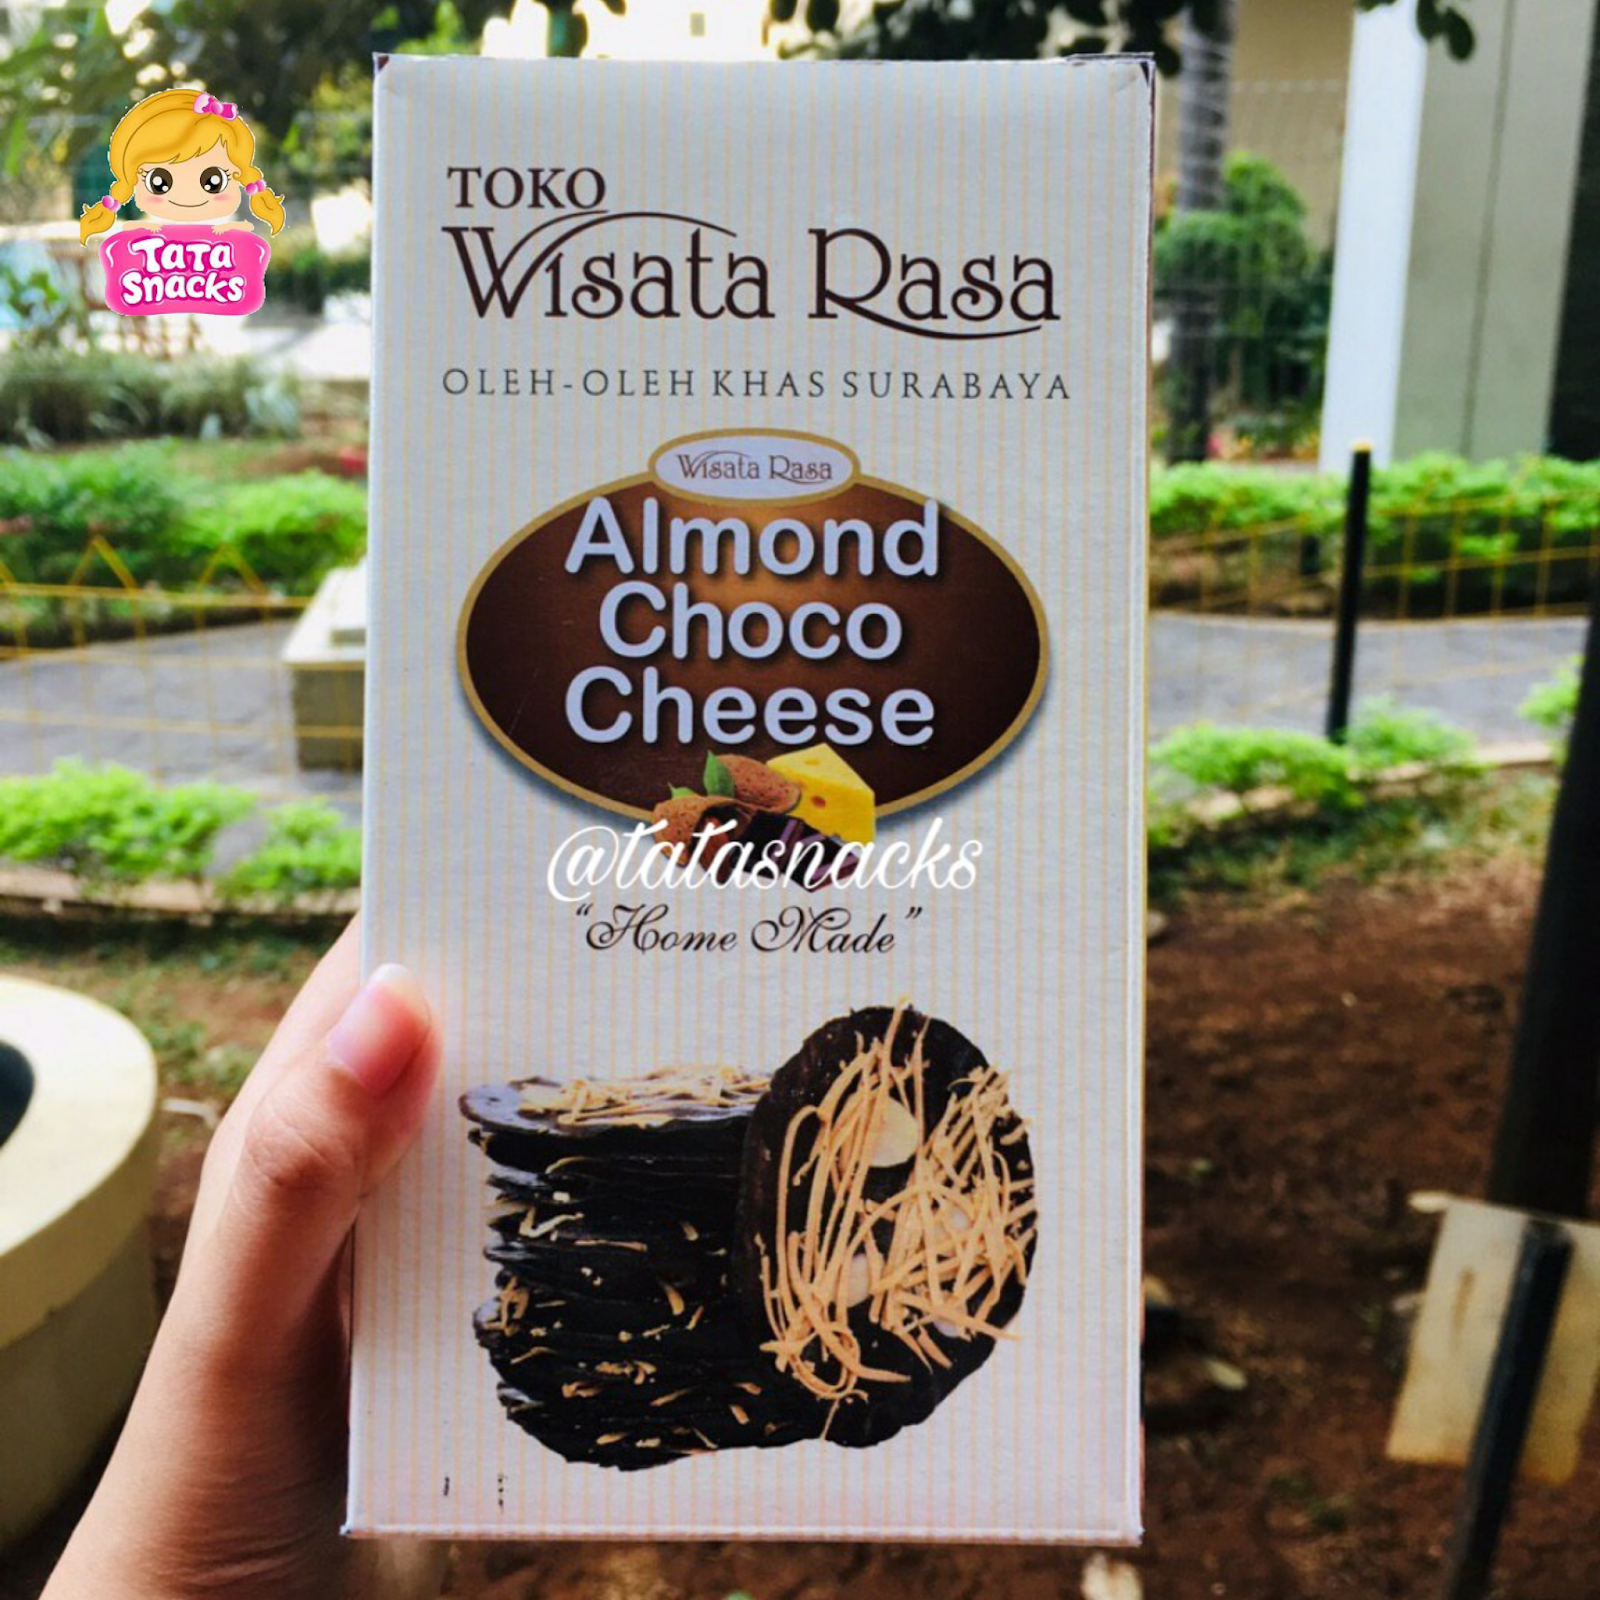 Tata
Snacks
TOKO
Wisata Rasa
OLEH-OLEH KHAS SURABAYA
Wisata Rasa
Almond
Choco
Cheese
@tatasnacks
"Home Made"